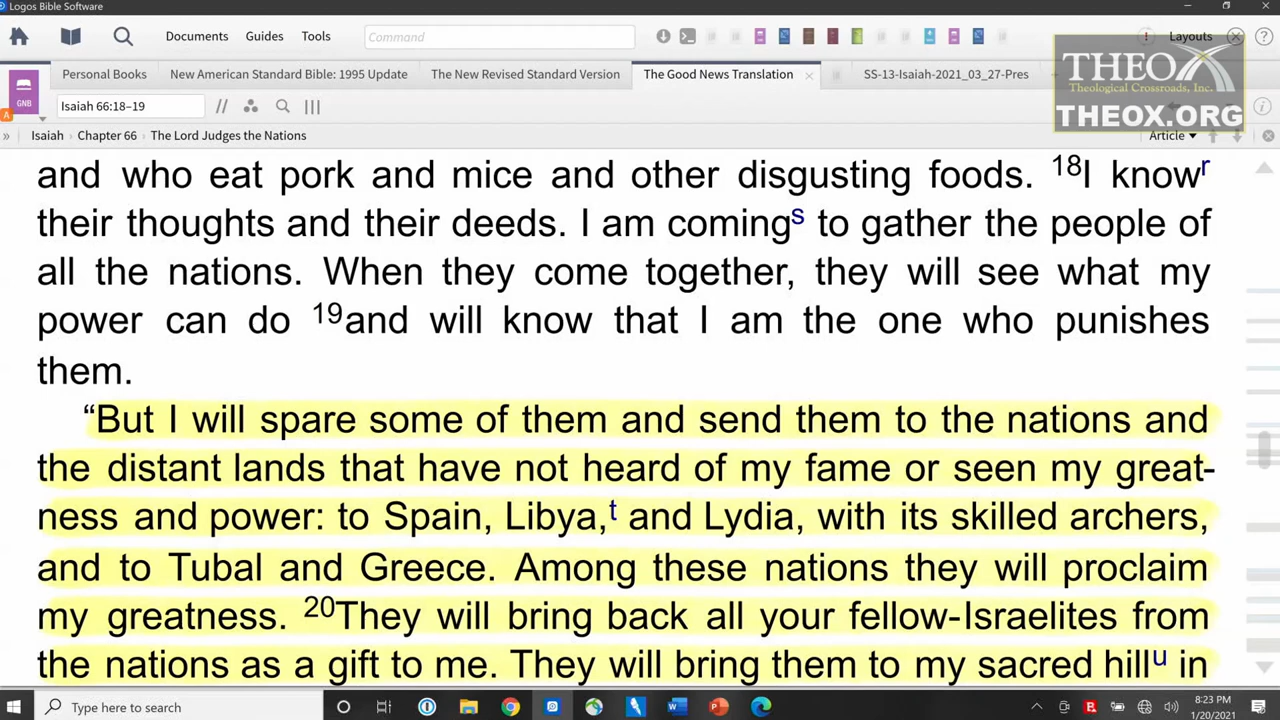 Logos Bible Software
Documents Guides Tools Command Layouts
THEOX
Theological Crossroads, Inc.
THEOX.ORG
Personal Books New American Standard Bible: 1995 Update The New Revised Standard Version The Good News Translation SS-13-Isaiah-2021_03_27-Pres
GNB
A
Isaiah 66:18–19
» Isaiah Chapter 66 The Lord Judges the Nations Article
and who eat pork and mice and other disgusting foods. 18I knowr
their thoughts and their deeds. I am comings to gather the people of
all the nations. When they come together, they will see what my
power can do 19and will know that I am the one who punishes
them.
“But I will spare some of them and send them to the nations and
the distant lands that have not heard of my fame or seen my great-
ness and power: to Spain, Libya,t and Lydia, with its skilled archers,
and to Tubal and Greece. Among these nations they will proclaim
my greatness. 20They will bring back all your fellow-Israelites from
the nations as a gift to me. They will bring them to my sacred hillu in
Type here to search
8:23 PM
1/20/2021